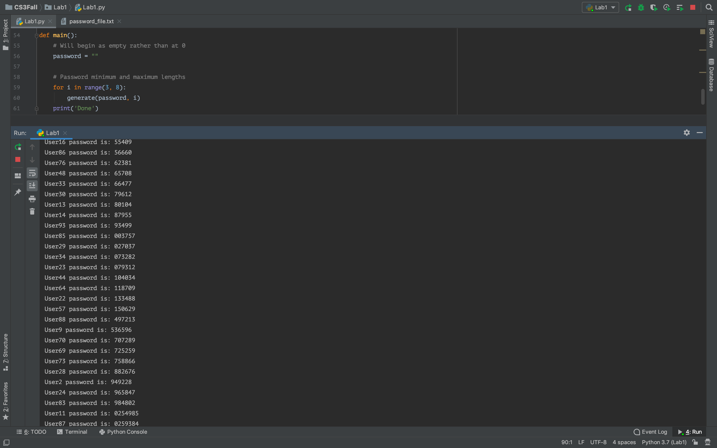 CS3Fall Lab1 Lab1.py
Lab1
Lab1.py password_file.txt
1: Project
SciView
Database
54 def main():
55 # Will begin as empty rather than at 0
56 password = ""
57
58 # Password minimum and maximum lengths
59 for i in range(3, 8):
60 generate(password, i)
61 print('Done')
Run: Lab1
User16 password is: 55409
User86 password is: 56660
User76 password is: 62381
User48 password is: 65708
User33 password is: 66477
User30 password is: 79612
User13 password is: 80104
User14 password is: 87955
User93 password is: 93499
User85 password is: 003757
User29 password is: 027037
User34 password is: 073282
User23 password is: 079312
User44 password is: 104034
User64 password is: 118709
User22 password is: 133488
User57 password is: 150629
User88 password is: 497213
User9 password is: 536596
User70 password is: 707289
User69 password is: 725259
User73 password is: 758866
User28 password is: 882676
User2 password is: 949228
User24 password is: 965847
User83 password is: 984802
User11 password is: 0254985
User87 password is: 0259384
Z: Structure
2: Favorites
6: TODO Terminal Python Console Event Log 4: Run
90:1 LF UTF-8 4 spaces Python 3.7 (Lab1)